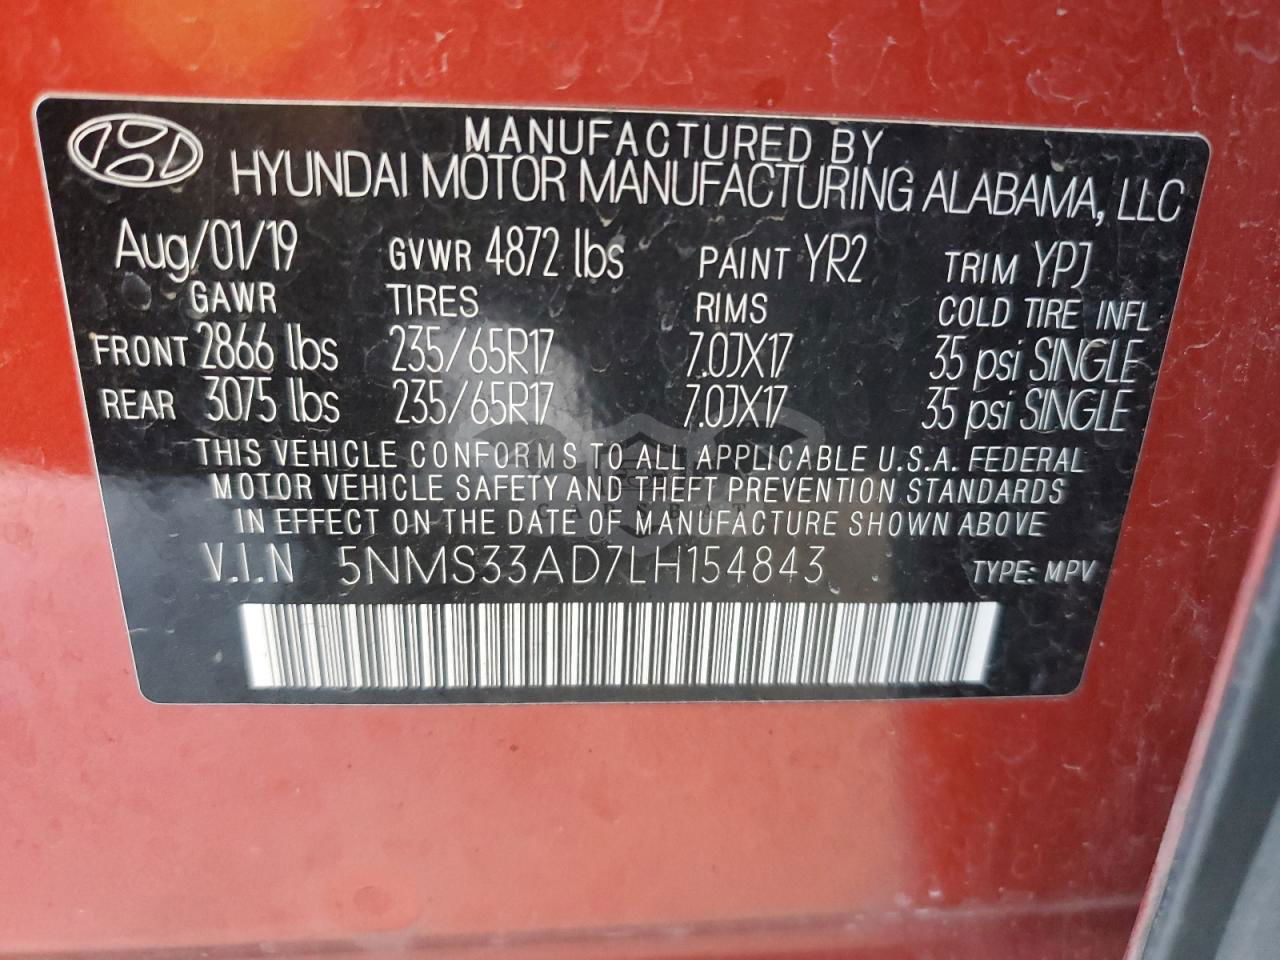 MANUFACTURED BY
HYUNDAI MOTOR MANUFACTURING ALABAMA, LLC
Aug/01/19 GVWR 4872 lbs PAINT YR2 TRIM YPJ
GAWR TIRES RIMS COLD TIRE INFL
FRONT 2866 lbs 235/65R17 7.0JX17 35 psi SINGLE
REAR 3075 lbs 235/65R17 7.0JX17 35 psi SINGLE
THIS VEHICLE CONFORMS TO ALL APPLICABLE U.S.A. FEDERAL
MOTOR VEHICLE SAFETY AND THEFT PREVENTION STANDARDS
CARSBAT
IN EFFECT ON THE DATE OF MANUFACTURE SHOWN ABOVE
V.I.N 5NMS33AD7LH154843 TYPE: MPV